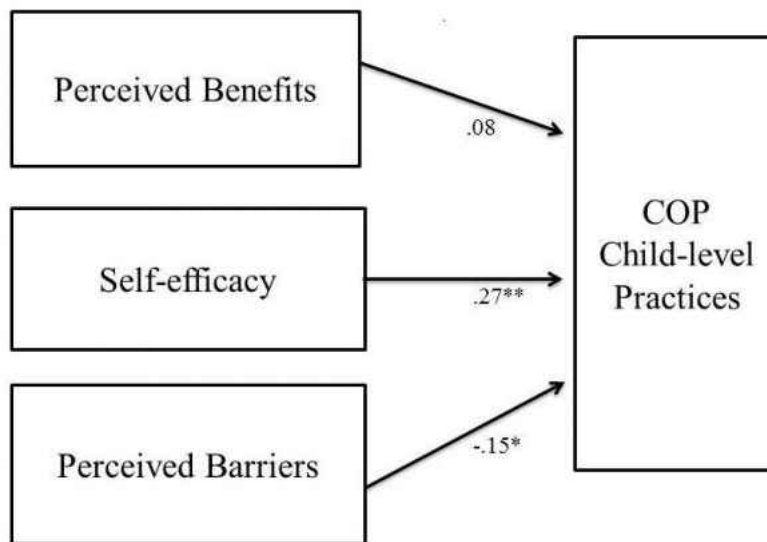 Perceived Benefits
.08
Self-efficacy
.27**
Perceived Barriers
-.15*
COP
Child-level
Practices